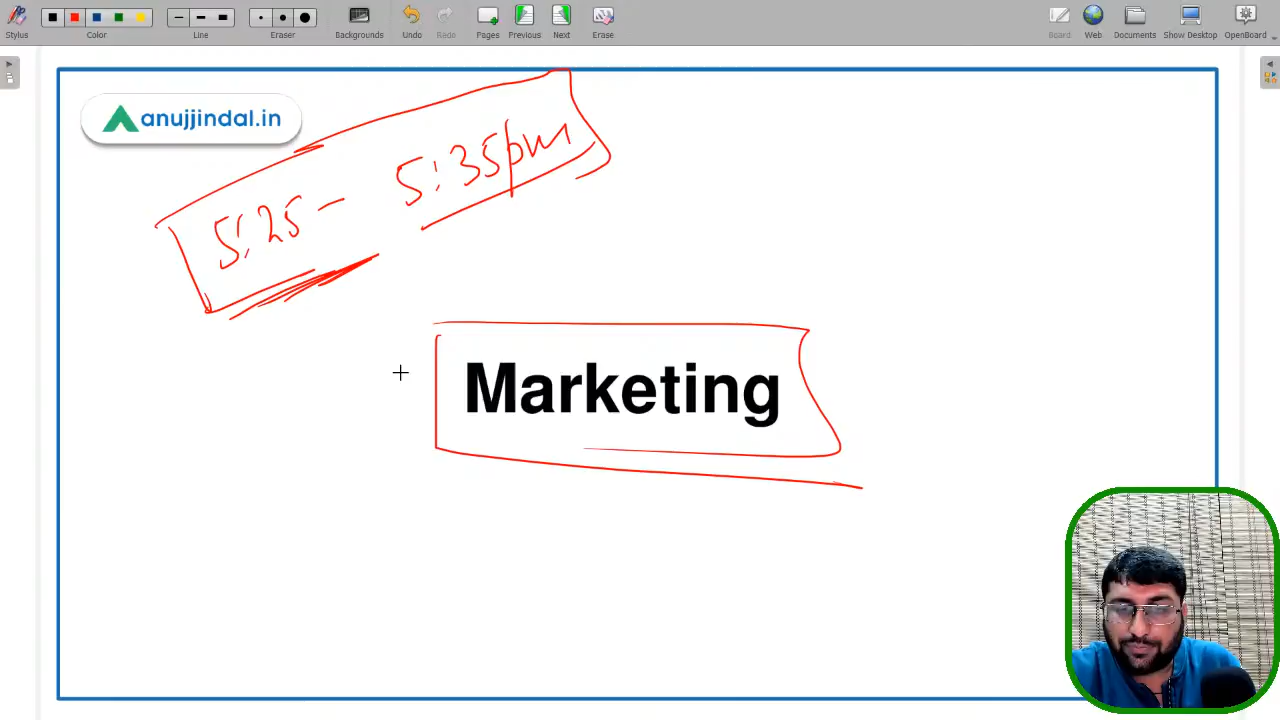 Stylus
Color
Line
Eraser
Backgrounds
Undo
Redo
Pages
Previous
Next
Erase
Board
Web
Documents
Show Desktop
OpenBoard
anujjindal.in
5:25 - 5:35pm
Marketing